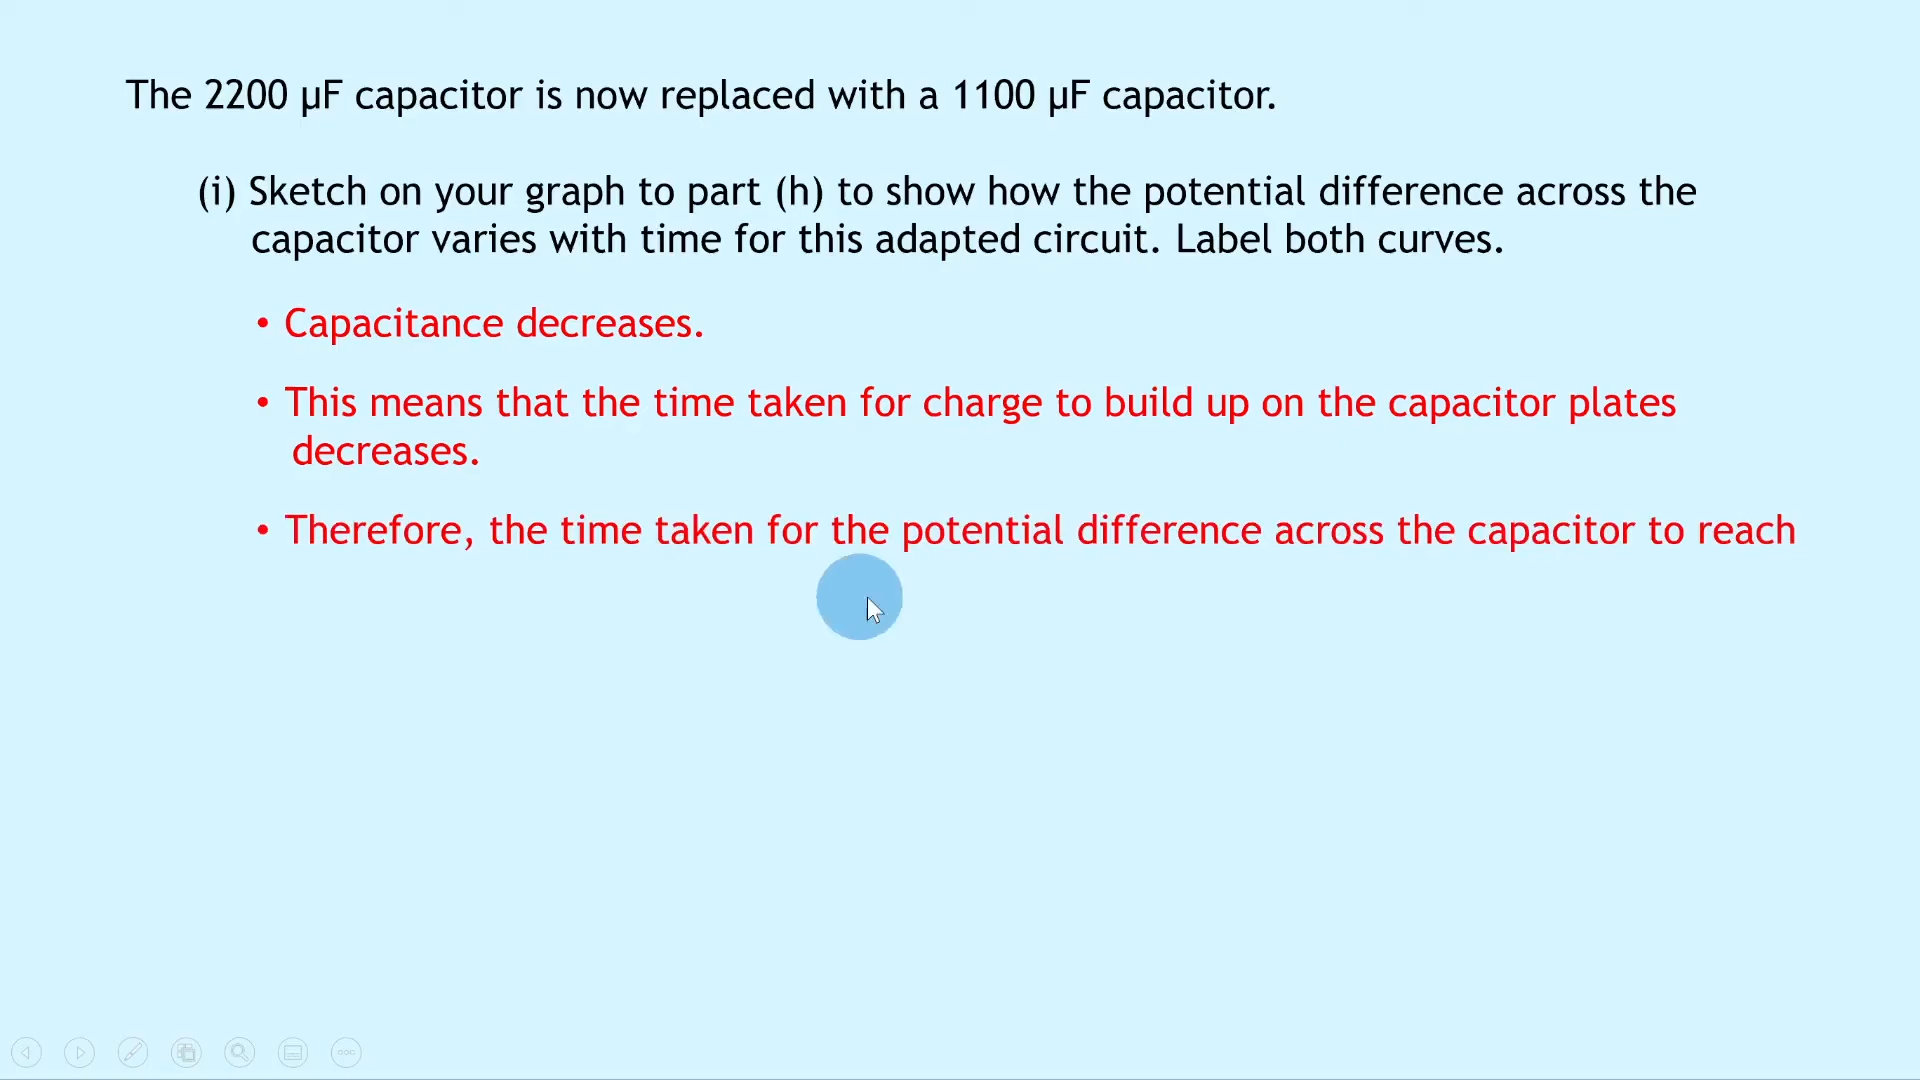 The 2200 µF capacitor is now replaced with a 1100 µF capacitor.
(i) Sketch on your graph to part (h) to show how the potential difference across the
capacitor varies with time for this adapted circuit. Label both curves.
• Capacitance decreases.
• This means that the time taken for charge to build up on the capacitor plates
decreases.
• Therefore, the time taken for the potential difference across the capacitor to reach